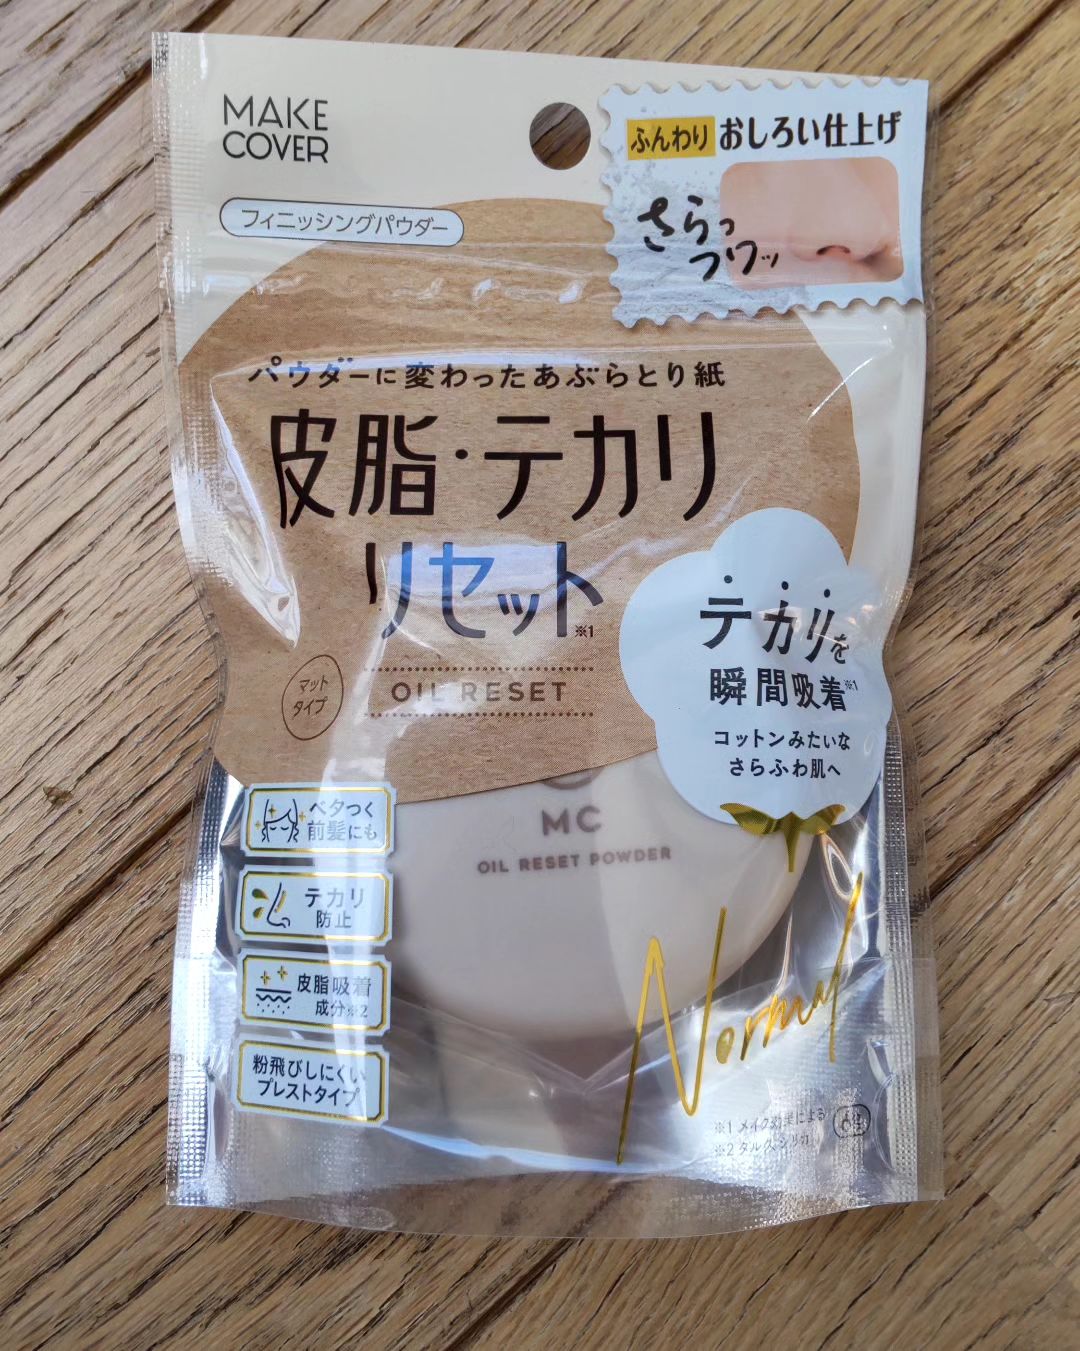 MAKE
COVER
フィニッシングパウダー
ふんわり おしろい仕上げ
さらっ
フワッ
パウダーに変わったあぶらとり紙
皮脂・テカリ
リセット※1
OIL RESET
マット
タイプ
テカリを
瞬間吸着※1
コットンみたいな
さらふわ肌へ
MC
OIL RESET POWDER
ベタつく
前髪にも
テカリ
防止
皮脂吸着
成分※2
粉飛びしにくい
プレストタイプ
Normal
※1 メイク効果による
※2 タルク、シリカ